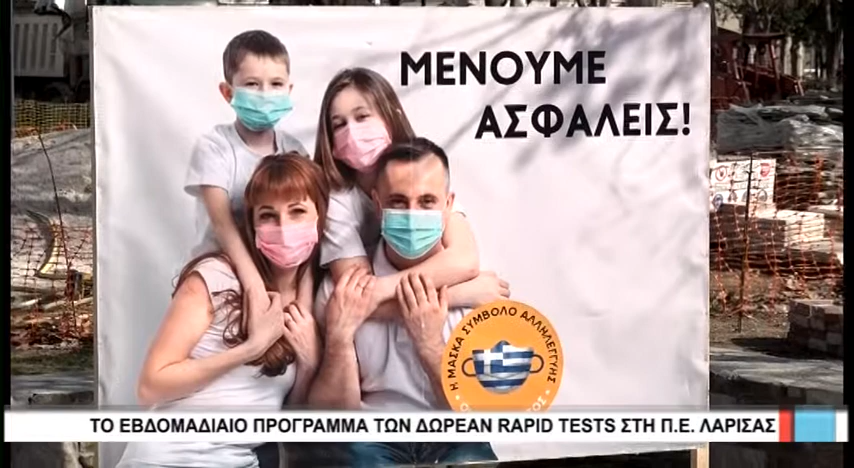 ΜΕΝΟΥΜΕ
ΑΣΦΑΛΕΙΣ!
Η ΜΑΣΚΑ ΣΥΜΒΟΛΟ ΑΛΛΗΛΕΓΓΥΗΣ
ΤΟ ΕΒΔΟΜΑΔΙΑΙΟ ΠΡΟΓΡΑΜΜΑ ΤΩΝ ΔΩΡΕΑΝ RAPID TESTS ΣΤΗ Π.Ε. ΛΑΡΙΣΑΣ